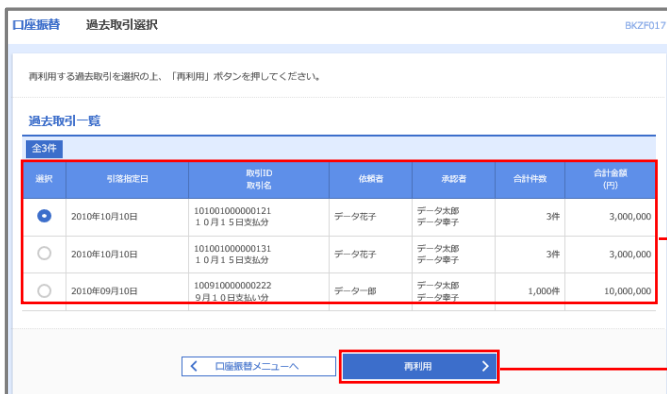 口座振替 過去取引選択 BKZF017
再利用する過去取引を選択の上、「再利用」ボタンを押してください。
過去取引一覧
全3件
選択 引落指定日 取引ID 依頼者 承認者 合計件数 合計金額
取引名 (円)
2010年10月10日 101001000000121 データ花子 データ太郎 3件 3,000,000
10月15日支払分 データ幸子
2010年10月10日 101001000000131 データ花子 データ太郎 3件 3,000,000
10月15日支払分 データ幸子
2010年09月10日 100910000000222 データ一郎 データ太郎 1,000件 10,000,000
9月10日支払い分 データ幸子
口座振替メニューへ 再利用